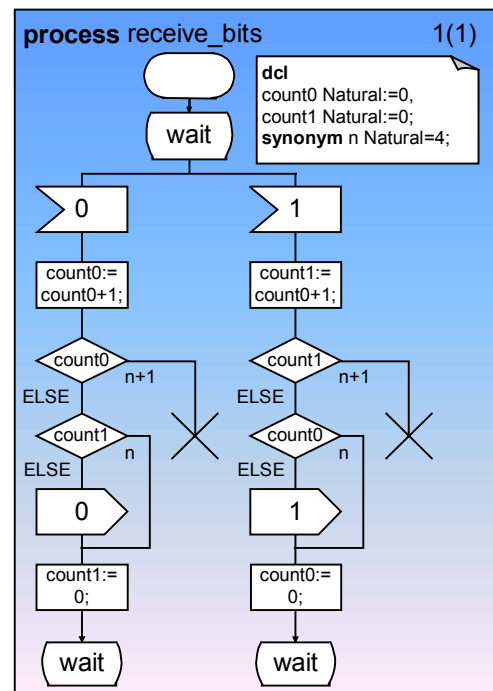 process receive_bits 1(1)
dcl
count0 Natural:=0,
count1 Natural:=0;
synonym n Natural=4;
wait
0
1
count0:=
count0+1;
count1:=
count0+1;
count0
n+1
ELSE
count1
n+1
ELSE
count1
n
ELSE
count0
n
ELSE
0
1
count1:=
0;
count0:=
0;
wait
wait